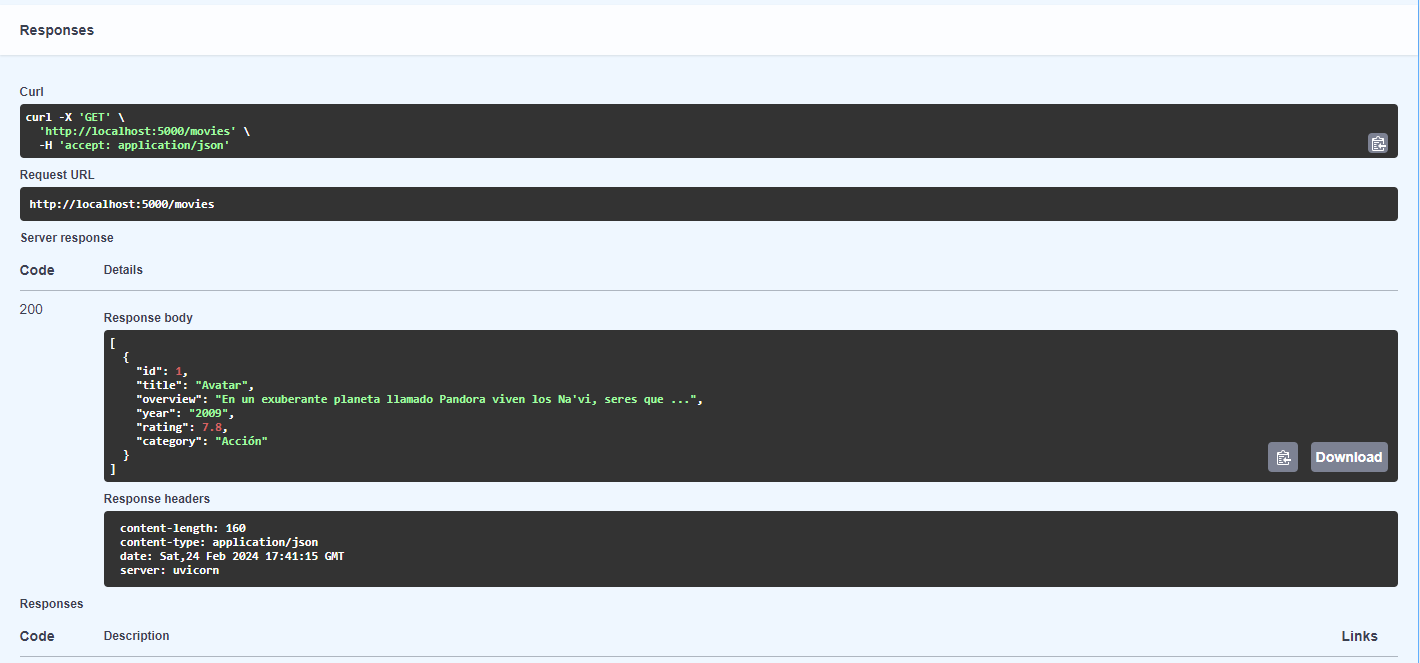 Responses
Curl
curl -X 'GET' \
  'http://localhost:5000/movies' \
  -H 'accept: application/json'
Request URL
http://localhost:5000/movies
Server response
Code Details
200
Response body
[
  {
    "id": 1,
    "title": "Avatar",
    "overview": "En un exuberante planeta llamado Pandora viven los Na'vi, seres que ...",
    "year": "2009",
    "rating": 7.8,
    "category": "Acción"
  }
]
Download
Response headers
content-length: 160
content-type: application/json
date: Sat,24 Feb 2024 17:41:15 GMT
server: uvicorn
Responses
Code Description Links